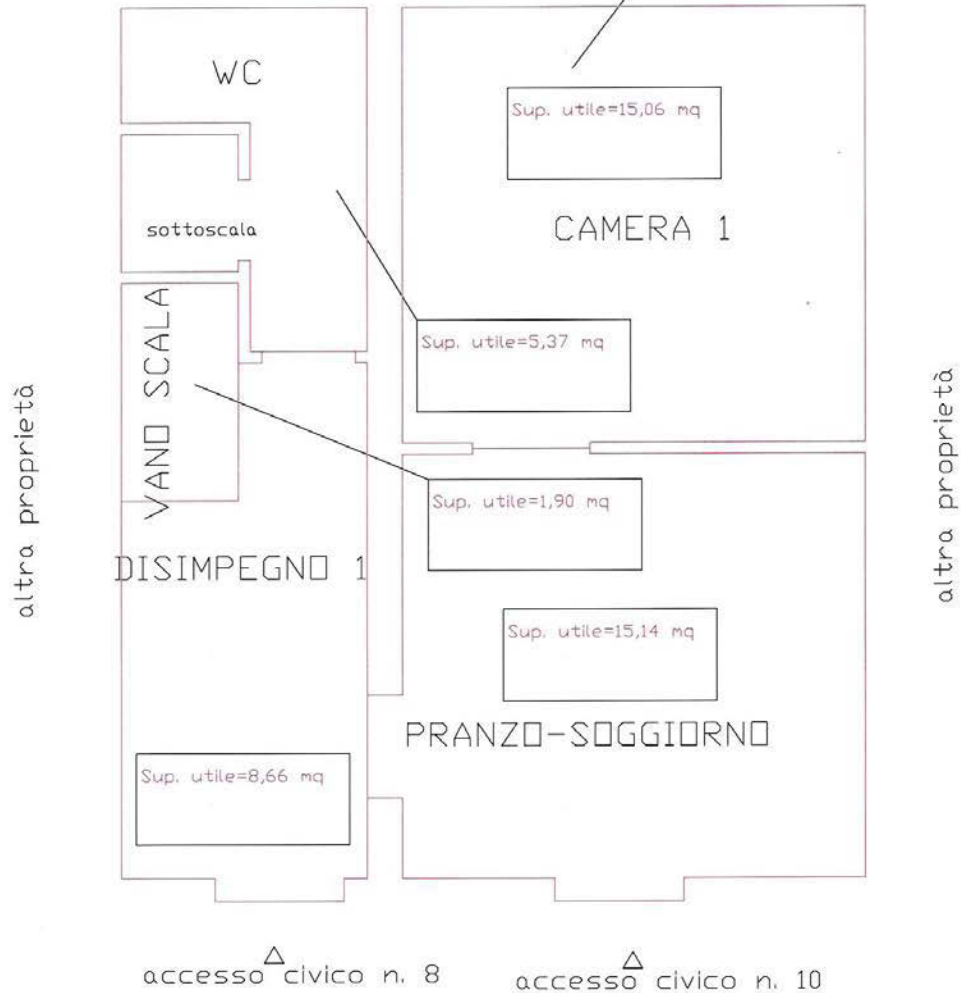 WC
Sup. utile=15,06 mq
CAMERA 1
sottoscala
VANO SCALA
Sup. utile=5,37 mq
altra proprietà
altra proprietà
Sup. utile=1,90 mq
DISIMPEGNO 1
Sup. utile=15,14 mq
PRANZO-SOGGIORNO
Sup. utile=8,66 mq
accesso civico n. 8
accesso civico n. 10